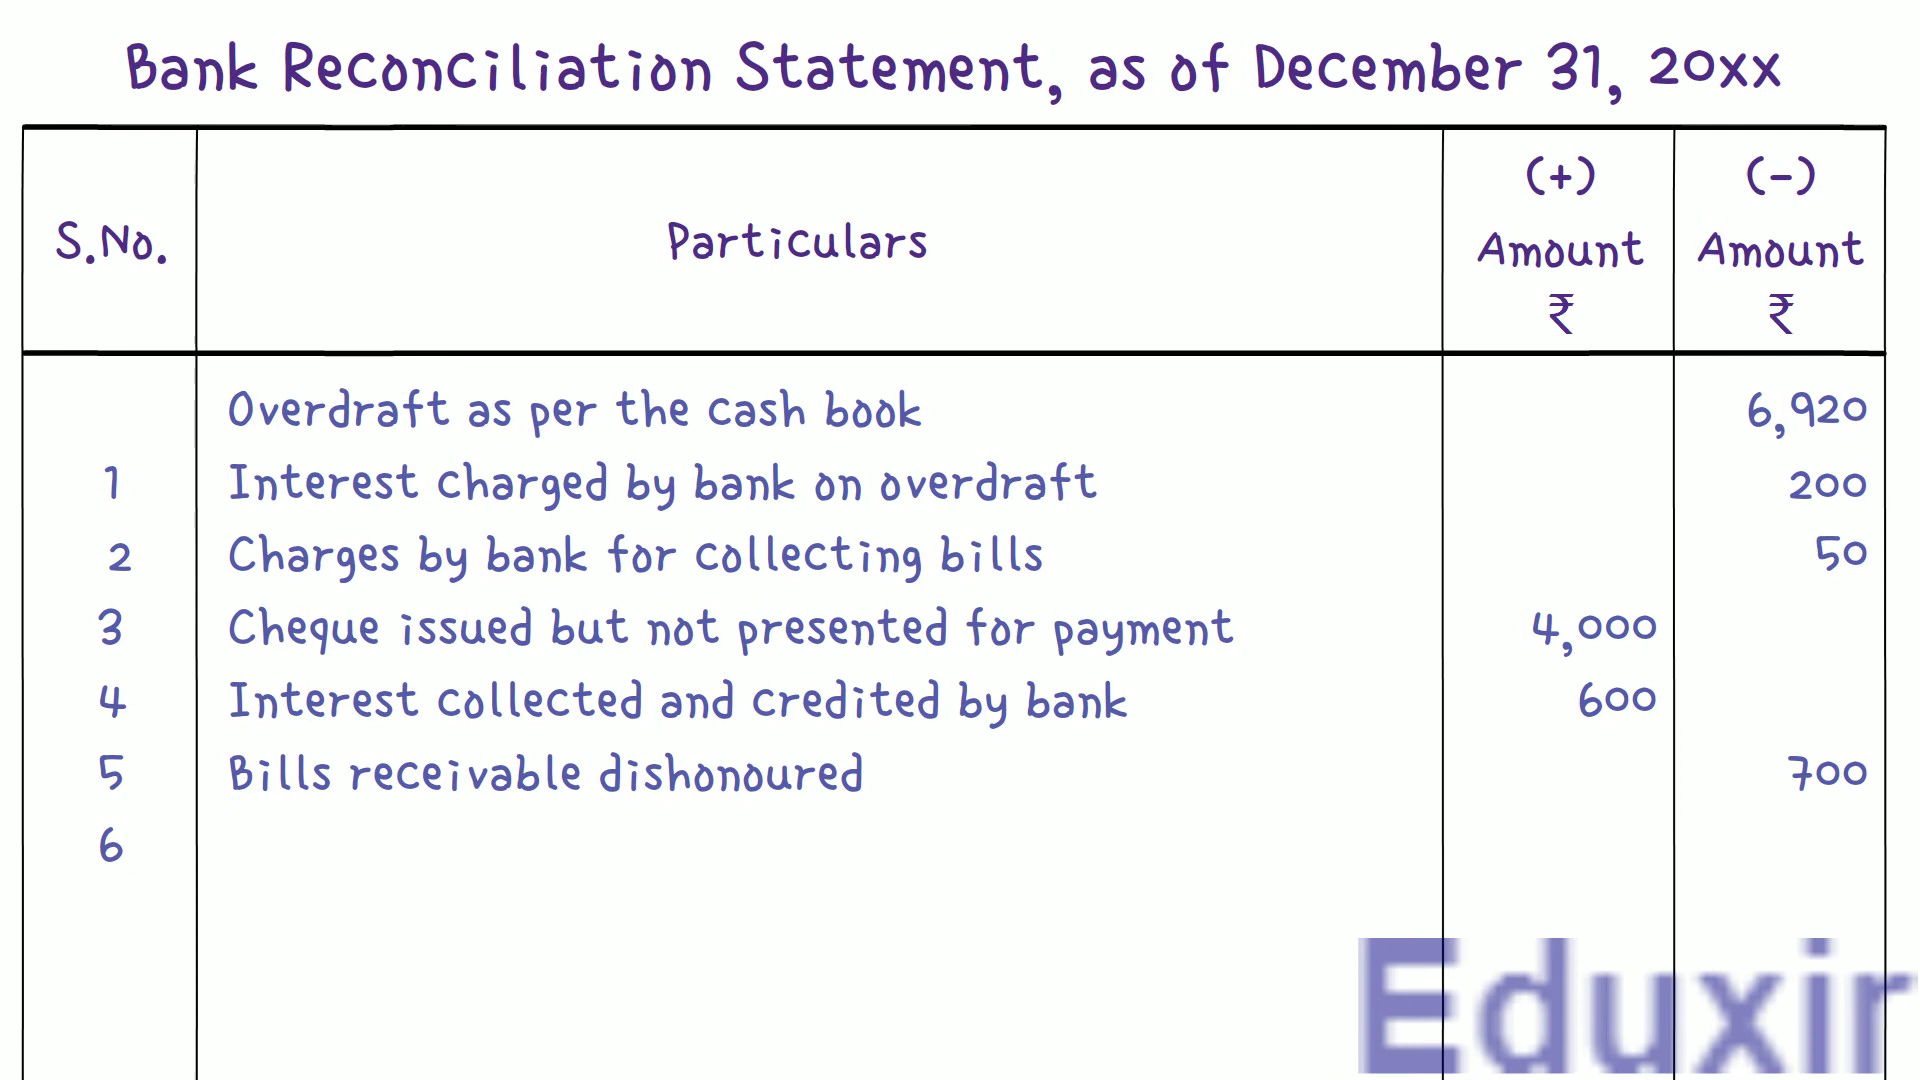 Bank Reconciliation Statement, as of December 31, 20xx
S.No. Particulars (+) Amount ₹ (-) Amount ₹
Overdraft as per the cash book 6,920
1 Interest charged by bank on overdraft 200
2 Charges by bank for collecting bills 50
3 Cheque issued but not presented for payment 4,000
4 Interest collected and credited by bank 600
5 Bills receivable dishonoured 700
6
Eduxir